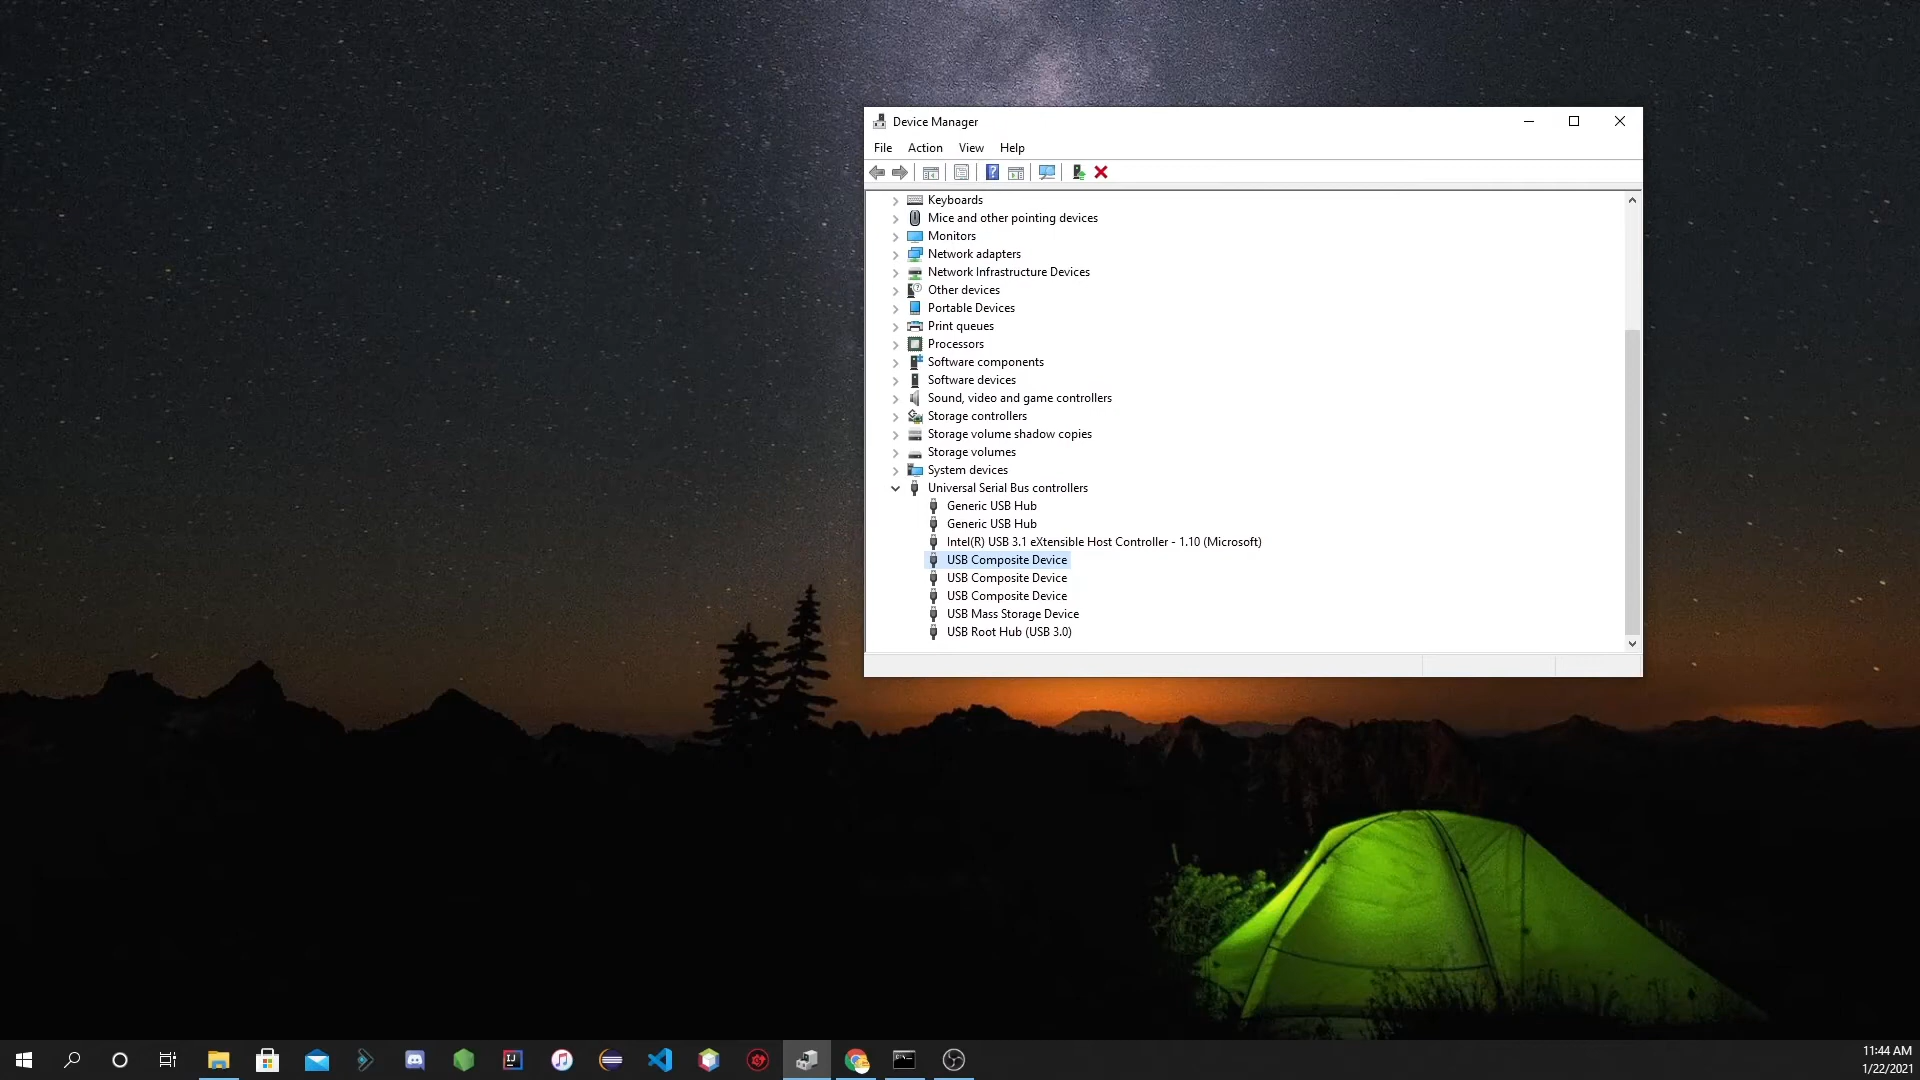 Device Manager
File Action View Help
Keyboards
Mice and other pointing devices
Monitors
Network adapters
Network Infrastructure Devices
Other devices
Portable Devices
Print queues
Processors
Software components
Software devices
Sound, video and game controllers
Storage controllers
Storage volume shadow copies
Storage volumes
System devices
Universal Serial Bus controllers
Generic USB Hub
Generic USB Hub
Intel(R) USB 3.1 eXtensible Host Controller - 1.10 (Microsoft)
USB Composite Device
USB Composite Device
USB Composite Device
USB Mass Storage Device
USB Root Hub (USB 3.0)
11:44 AM
1/22/2021